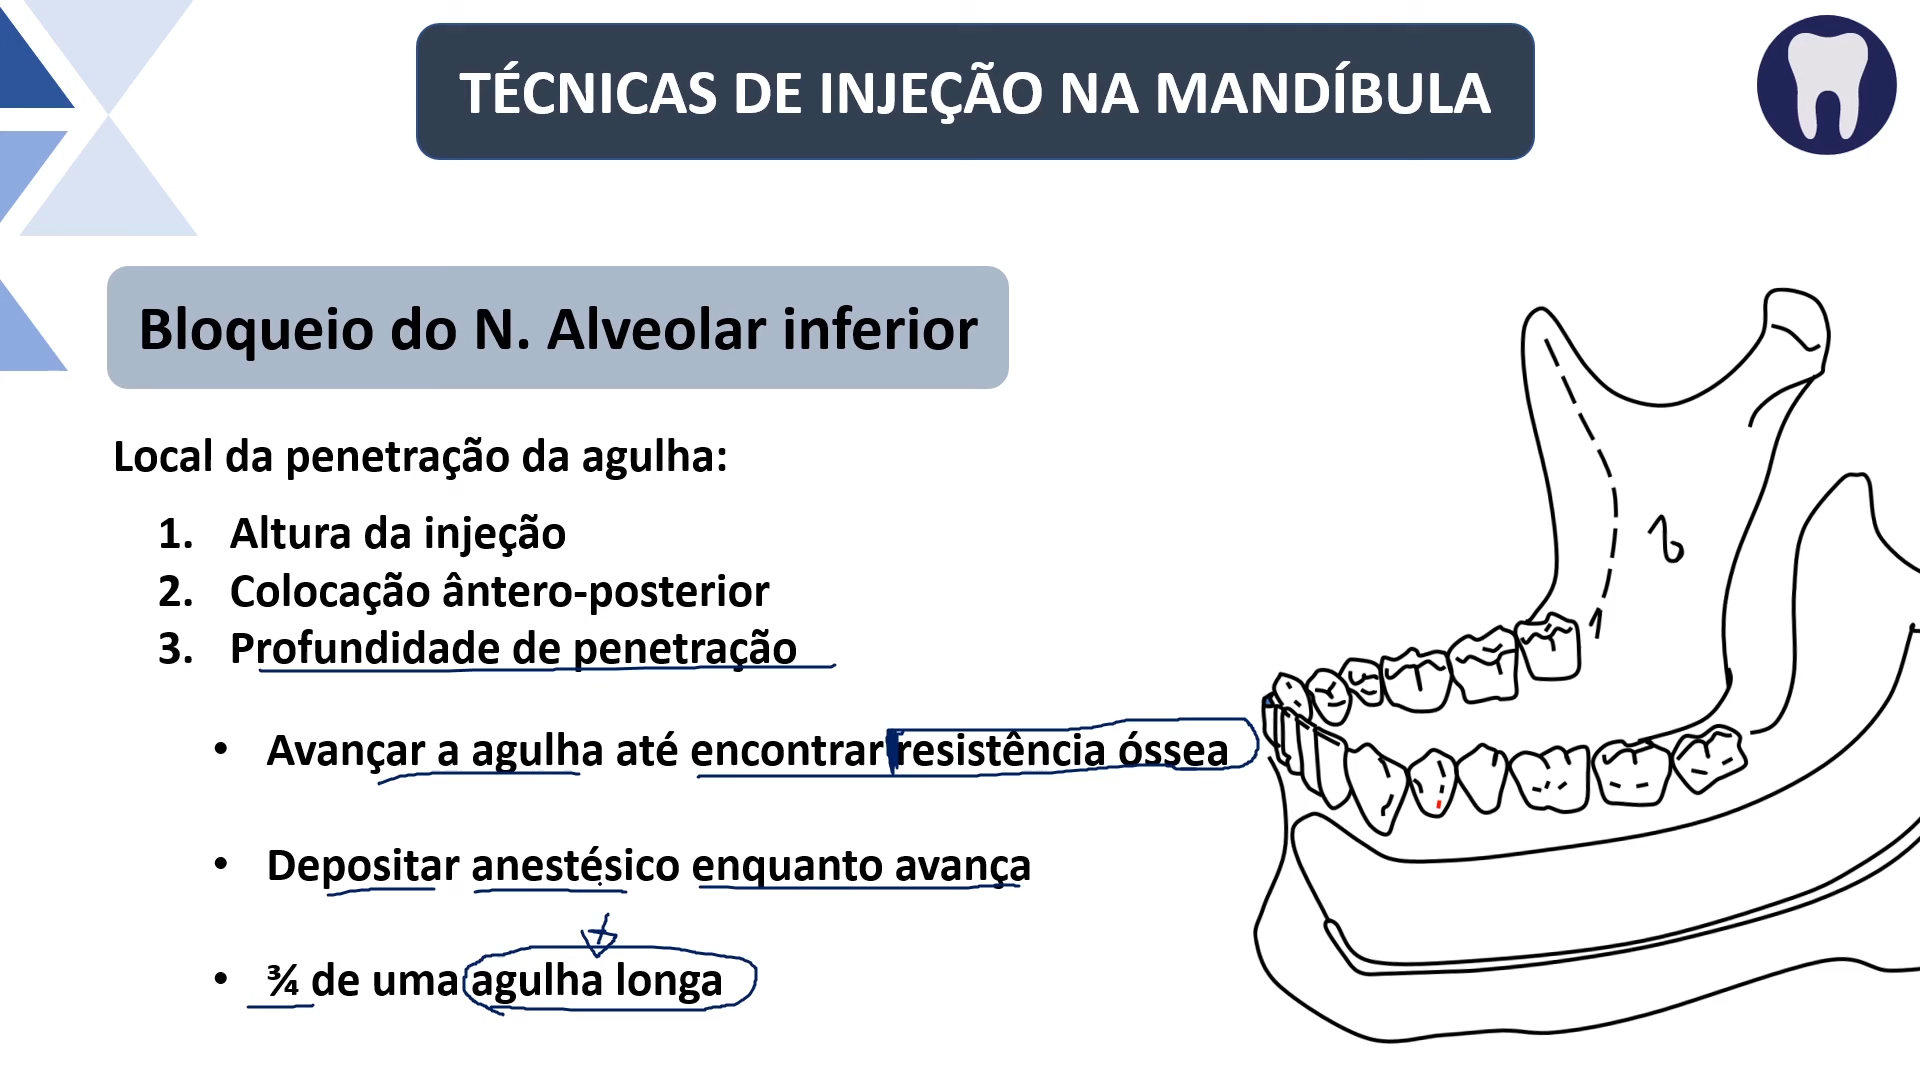 TÉCNICAS DE INJEÇÃO NA MANDÍBULA
Bloqueio do N. Alveolar inferior
Local da penetração da agulha:
1. Altura da injeção
2. Colocação ântero-posterior
3. Profundidade de penetração
• Avançar a agulha até encontrar resistência óssea
• Depositar anestésico enquanto avança
• ¾ de uma agulha longa